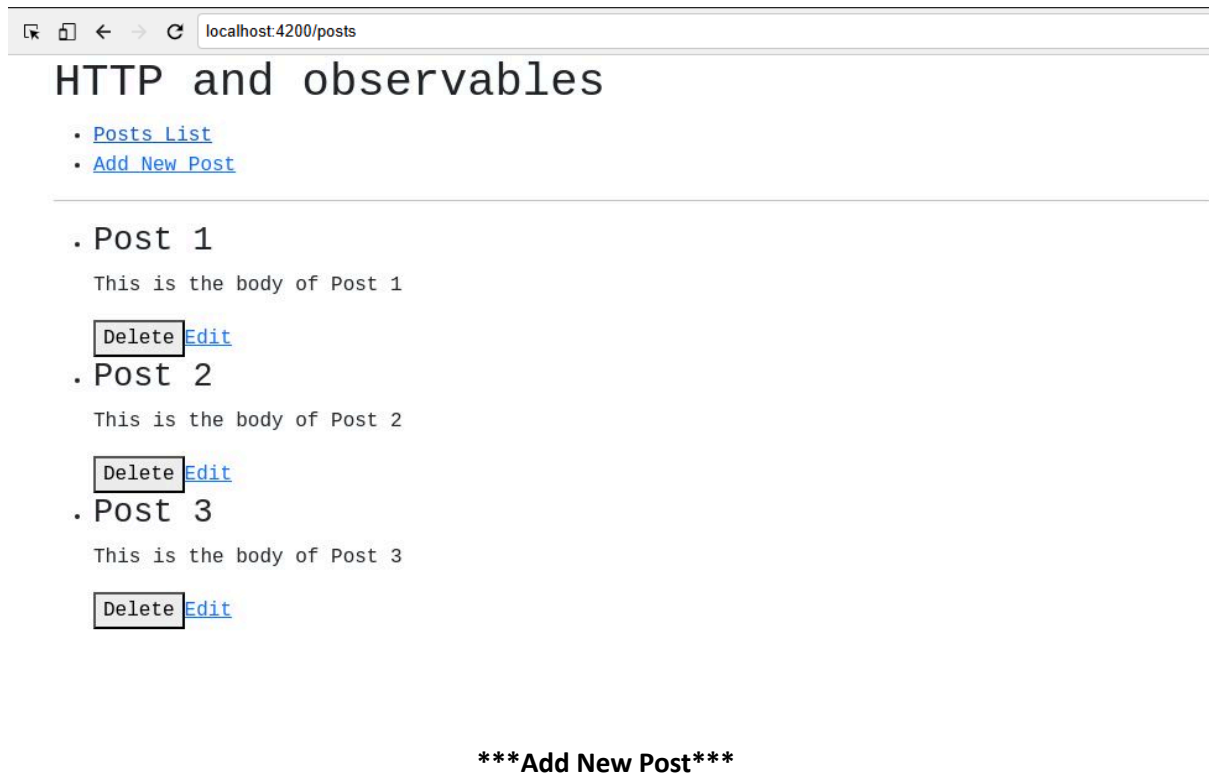 localhost:4200/posts
HTTP and observables
Posts List
Add New Post
Post 1
This is the body of Post 1
Delete Edit
Post 2
This is the body of Post 2
Delete Edit
Post 3
This is the body of Post 3
Delete Edit
***Add New Post***